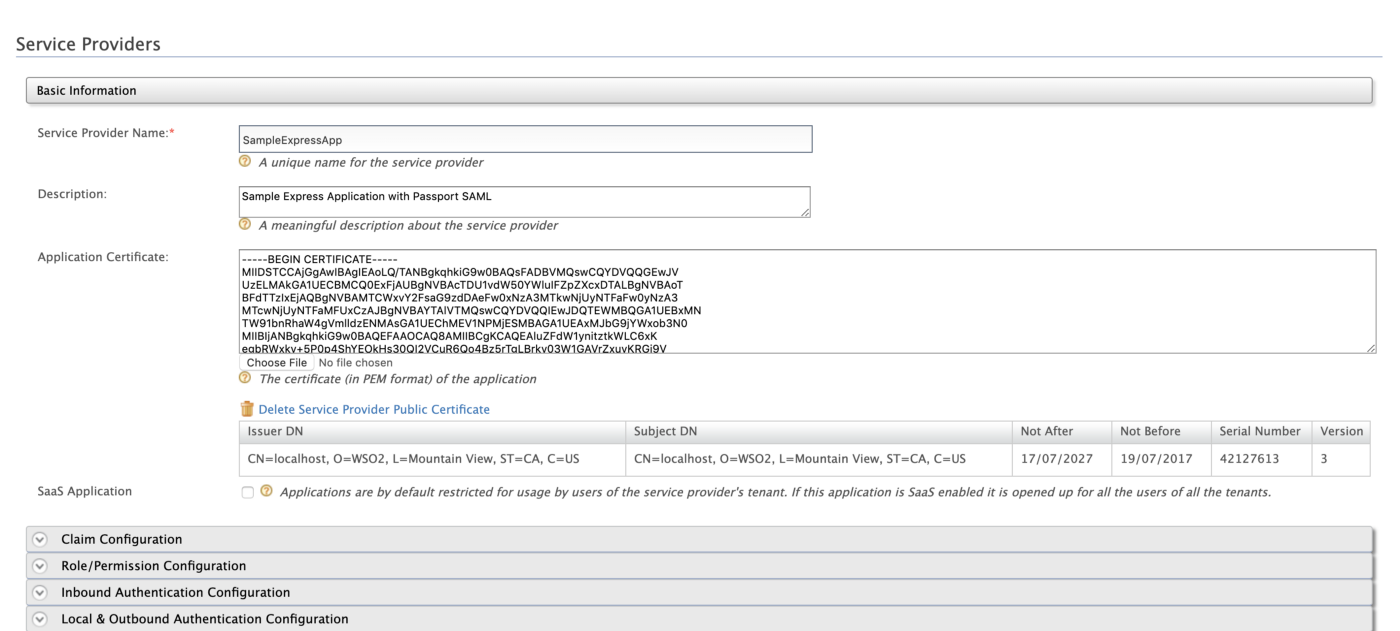 Service Providers
Basic Information
Service Provider Name:*
SampleExpressApp
A unique name for the service provider
Description:
Sample Express Application with Passport SAML
A meaningful description about the service provider
Application Certificate:
-----BEGIN CERTIFICATE-----
MIIDSTCCAjGgAwIBAgIEAoLQ/TANBgkqhkiG9w0BAQsFADBVMQswCQYDVQQGEwJV
UzELMAkGA1UECBMCQ0ExFjAUBgNVBAcTDU1vdW50YWluIFZpZXcxDTALBgNVBAoT
BFdTTzIxEjAQBgNVBAMTCWxvY2FsaG9zdDAeFw0xNzA3MTkwNjUyNTFaFw0yNzA3
MTcwNjUyNTFaMFUxCzAJBgNVBAYTAlVTMQswCQYDVQQIEwJDQTEWMBQGA1UEBxMN
TW91bnRhaW4gVmlldzENMAsGA1UEChMEV1NPMjESMBAGA1UEAxMJbG9jYWxob3N0
MIIBIjANBgkqhkiG9w0BAQEFAAOCAQ8AMIIBCgKCAQEAluZFdW1ynitztkWLC6xK
egbRWxky+5P0p4ShYEOkHs30QI2VCuR6Qo4Bz5rTgLBrky03W1GAVrZxuvKRGj9V
Choose File No file chosen
The certificate (in PEM format) of the application
Delete Service Provider Public Certificate
Issuer DN Subject DN Not After Not Before Serial Number Version
CN=localhost, O=WSO2, L=Mountain View, ST=CA, C=US CN=localhost, O=WSO2, L=Mountain View, ST=CA, C=US 17/07/2027 19/07/2017 42127613 3
SaaS Application
Applications are by default restricted for usage by users of the service provider's tenant. If this application is SaaS enabled it is opened up for all the users of all the tenants.
Claim Configuration
Role/Permission Configuration
Inbound Authentication Configuration
Local & Outbound Authentication Configuration